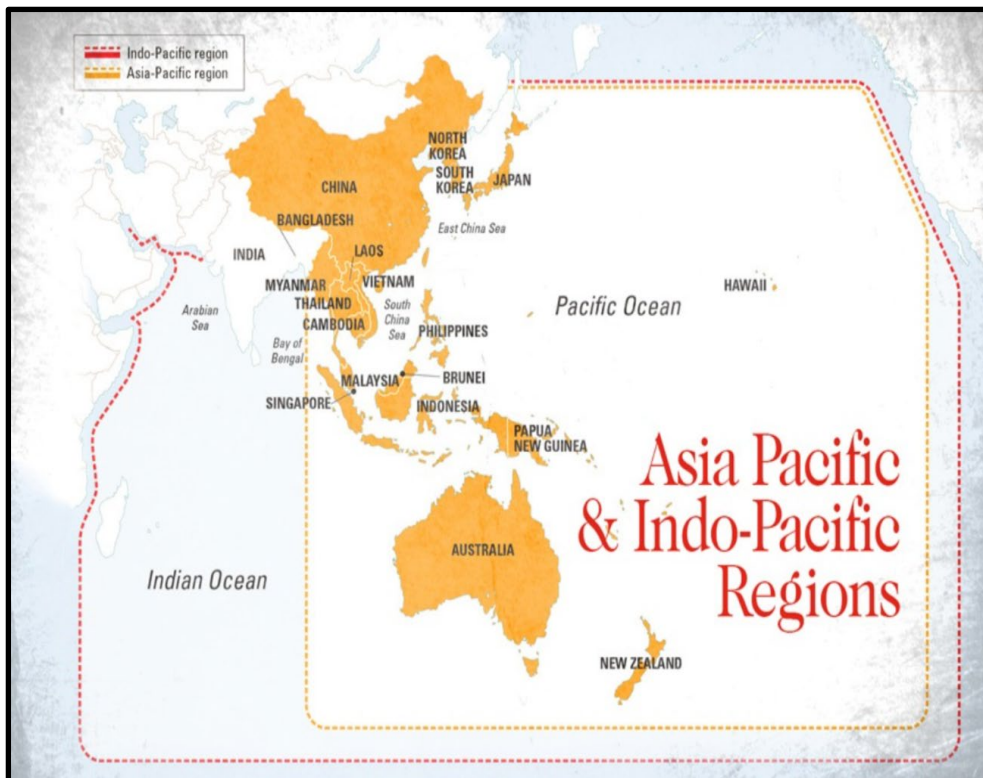 Indo-Pacific region
Asia-Pacific region
NORTH
KOREA
SOUTH
KOREA
JAPAN
CHINA
BANGLADESH
East China Sea
LAOS
INDIA
MYANMAR
VIETNAM
THAILAND
HAWAII
Arabian
Sea
South
China
Sea
Pacific Ocean
CAMBODIA
PHILIPPINES
Bay of
Bengal
MALAYSIA
BRUNEI
SINGAPORE
INDONESIA
PAPUA
NEW GUINEA
Asia Pacific
& Indo-Pacific
Regions
AUSTRALIA
Indian Ocean
NEW ZEALAND